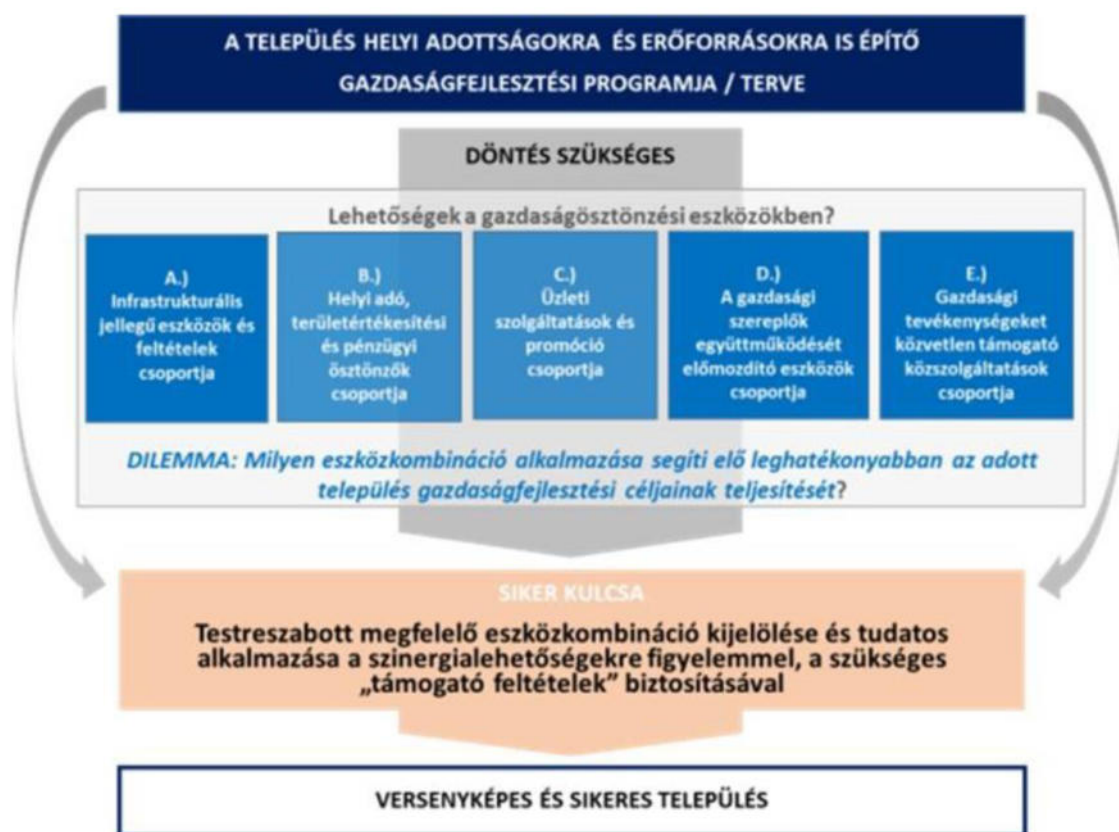 A TELEPÜLÉS HELYI ADOTTSÁGOKRA ÉS ERŐFORRÁSOKRA IS ÉPÍTŐ
GAZDASÁGFEJLESZTÉSI PROGRAMJA / TERVE
DÖNTÉS SZÜKSÉGES
Lehetőségek a gazdaságösztönzési eszközökben?
A.)
Infrastrukturális
jellegű eszközök és
feltételek
csoportja
B.)
Helyi adó,
területértékesítési
és pénzügyi
ösztönzők
csoportja
C.)
Üzleti
szolgáltatások és
promóció
csoportja
D.)
A gazdasági
szereplők
együttműködését
előmozdító eszközök
csoportja
E.)
Gazdasági
tevékenységeket
közvetlen támogató
közszolgáltatások
csoportja
DILEMMA: Milyen eszközkombináció alkalmazása segíti elő leghatékonyabban az adott
település gazdaságfejlesztési céljainak teljesítését?
SIKER KULCSA
Testreszabott megfelelő eszközkombináció kijelölése és tudatos
alkalmazása a szinergialehetőségekre figyelemmel, a szükséges
„támogató feltételek” biztosításával
VERSENYKÉPES ÉS SIKERES TELEPÜLÉS